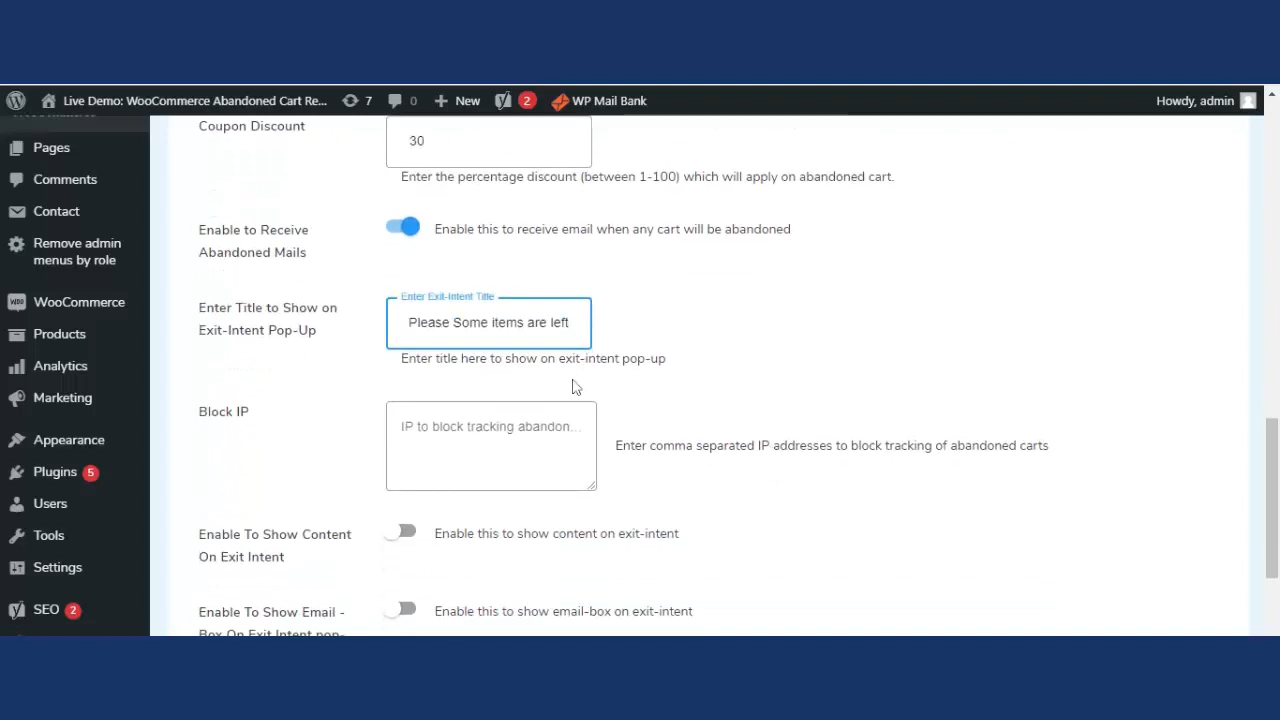 Live Demo: WooCommerce Abandoned Cart Re... 7 0 New 2 WP Mail Bank Howdy, admin
Pages
Comments
Contact
Remove admin
menus by role
WooCommerce
Products
Analytics
Marketing
Appearance
Plugins 5
Users
Tools
Settings
SEO 2
Coupon Discount
30
Enter the percentage discount (between 1-100) which will apply on abandoned cart.
Enable to Receive
Abandoned Mails
Enable this to receive email when any cart will be abandoned
Enter Title to Show on
Exit-Intent Pop-Up
Enter Exit-Intent Title
Please Some items are left
Enter title here to show on exit-intent pop-up
Block IP
IP to block tracking abandon...
Enter comma separated IP addresses to block tracking of abandoned carts
Enable To Show Content
On Exit Intent
Enable this to show content on exit-intent
Enable To Show Email -
Box On Exit Intent pop-
Enable this to show email-box on exit-intent